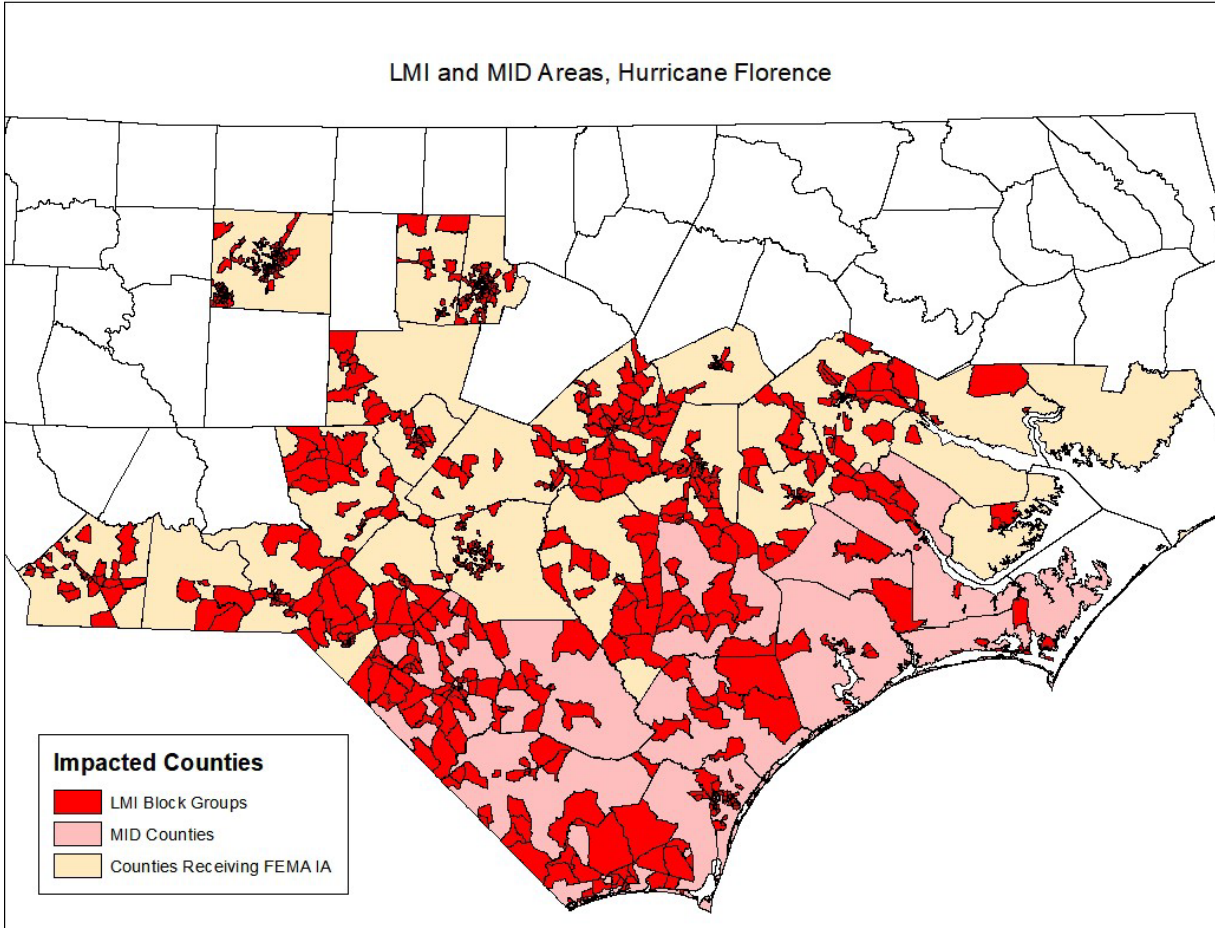 LMI and MID Areas, Hurricane Florence
Impacted Counties
LMI Block Groups
MID Counties
Counties Receiving FEMA IA